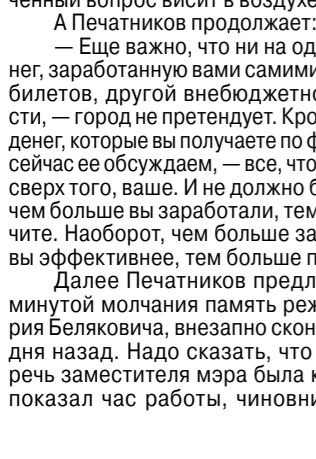 ченный вопрос висит в воздухе
А Печатников продолжает:
— Еще важно, что ни на од
нег, заработанную вами самими
билетов, другой внебюджетно
сти, — город не претендует. Кро
денег, которые вы получаете по ф
сейчас ее обсуждаем, — все, что
сверх того, ваше. И не должно б
чем больше вы заработали, тем
чите. Наоборот, чем больше за
вы эффективнее, тем больше п
Далее Печатников предл
минутой молчания память реж
рия Беляковича, внезапно скон
дня назад. Надо сказать, что
речь заместителя мэра была к
показал час работы, чиновни